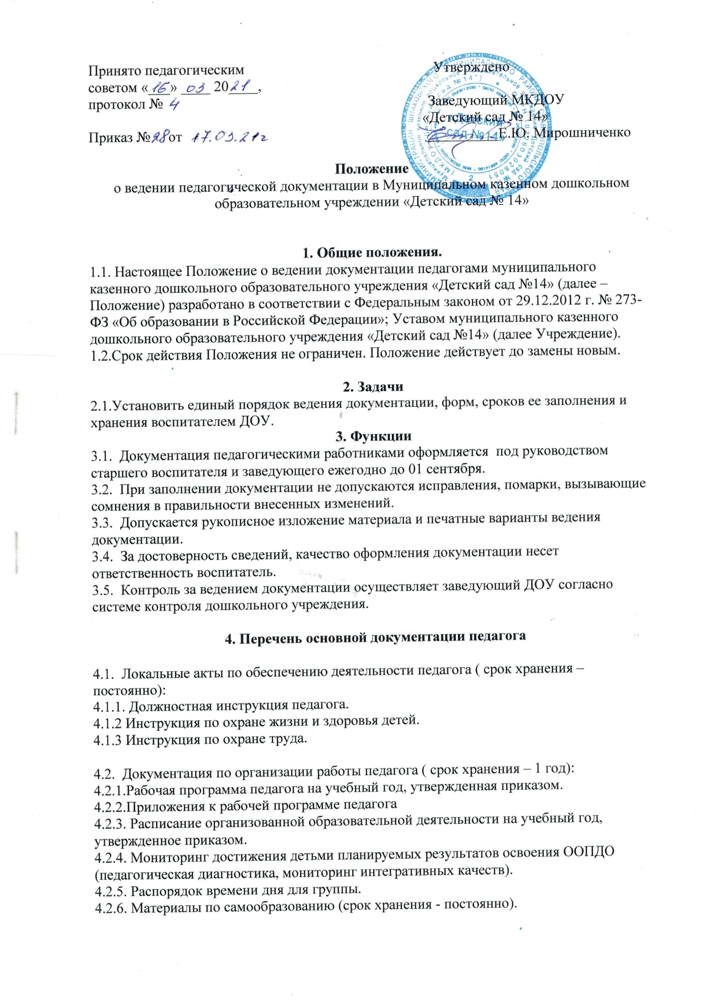 Принято педагогическим
советом «16» 03 2021,
протокол № 4
Приказ №28от 17.03.21г
Утверждено
Заведующий МКДОУ
«Детский сад № 14»
Е.Ю. Мирошниченко
«Детский
сад №14»
Положение
о ведении педагогической документации в Муниципальном казенном дошкольном
образовательном учреждении «Детский сад № 14»
1. Общие положения.
1.1. Настоящее Положение о ведении документации педагогами муниципального
казенного дошкольного образовательного учреждения «Детский сад №14» (далее –
Положение) разработано в соответствии с Федеральным законом от 29.12.2012 г. № 273-
ФЗ «Об образовании в Российской Федерации»; Уставом муниципального казенного
дошкольного образовательного учреждения «Детский сад №14» (далее Учреждение).
1.2.Срок действия Положения не ограничен. Положение действует до замены новым.
2. Задачи
2.1.Установить единый порядок ведения документации, форм, сроков ее заполнения и
хранения воспитателем ДОУ.
3. Функции
3.1. Документация педагогическими работниками оформляется под руководством
старшего воспитателя и заведующего ежегодно до 01 сентября.
3.2. При заполнении документации не допускаются исправления, помарки, вызывающие
сомнения в правильности внесенных изменений.
3.3. Допускается рукописное изложение материала и печатные варианты ведения
документации.
3.4. За достоверность сведений, качество оформления документации несет
ответственность воспитатель.
3.5. Контроль за ведением документации осуществляет заведующий ДОУ согласно
системе контроля дошкольного учреждения.
4. Перечень основной документации педагога
4.1. Локальные акты по обеспечению деятельности педагога ( срок хранения –
постоянно):
4.1.1. Должностная инструкция педагога.
4.1.2 Инструкция по охране жизни и здоровья детей.
4.1.3 Инструкция по охране труда.
4.2. Документация по организации работы педагога ( срок хранения – 1 год):
4.2.1.Рабочая программа педагога на учебный год, утвержденная приказом.
4.2.2.Приложения к рабочей программе педагога
4.2.3. Расписание организованной образовательной деятельности на учебный год,
утвержденное приказом.
4.2.4. Мониторинг достижения детьми планируемых результатов освоения ООПДО
(педагогическая диагностика, мониторинг интегративных качеств).
4.2.5. Распорядок времени дня для группы.
4.2.6. Материалы по самообразованию (срок хранения - постоянно).